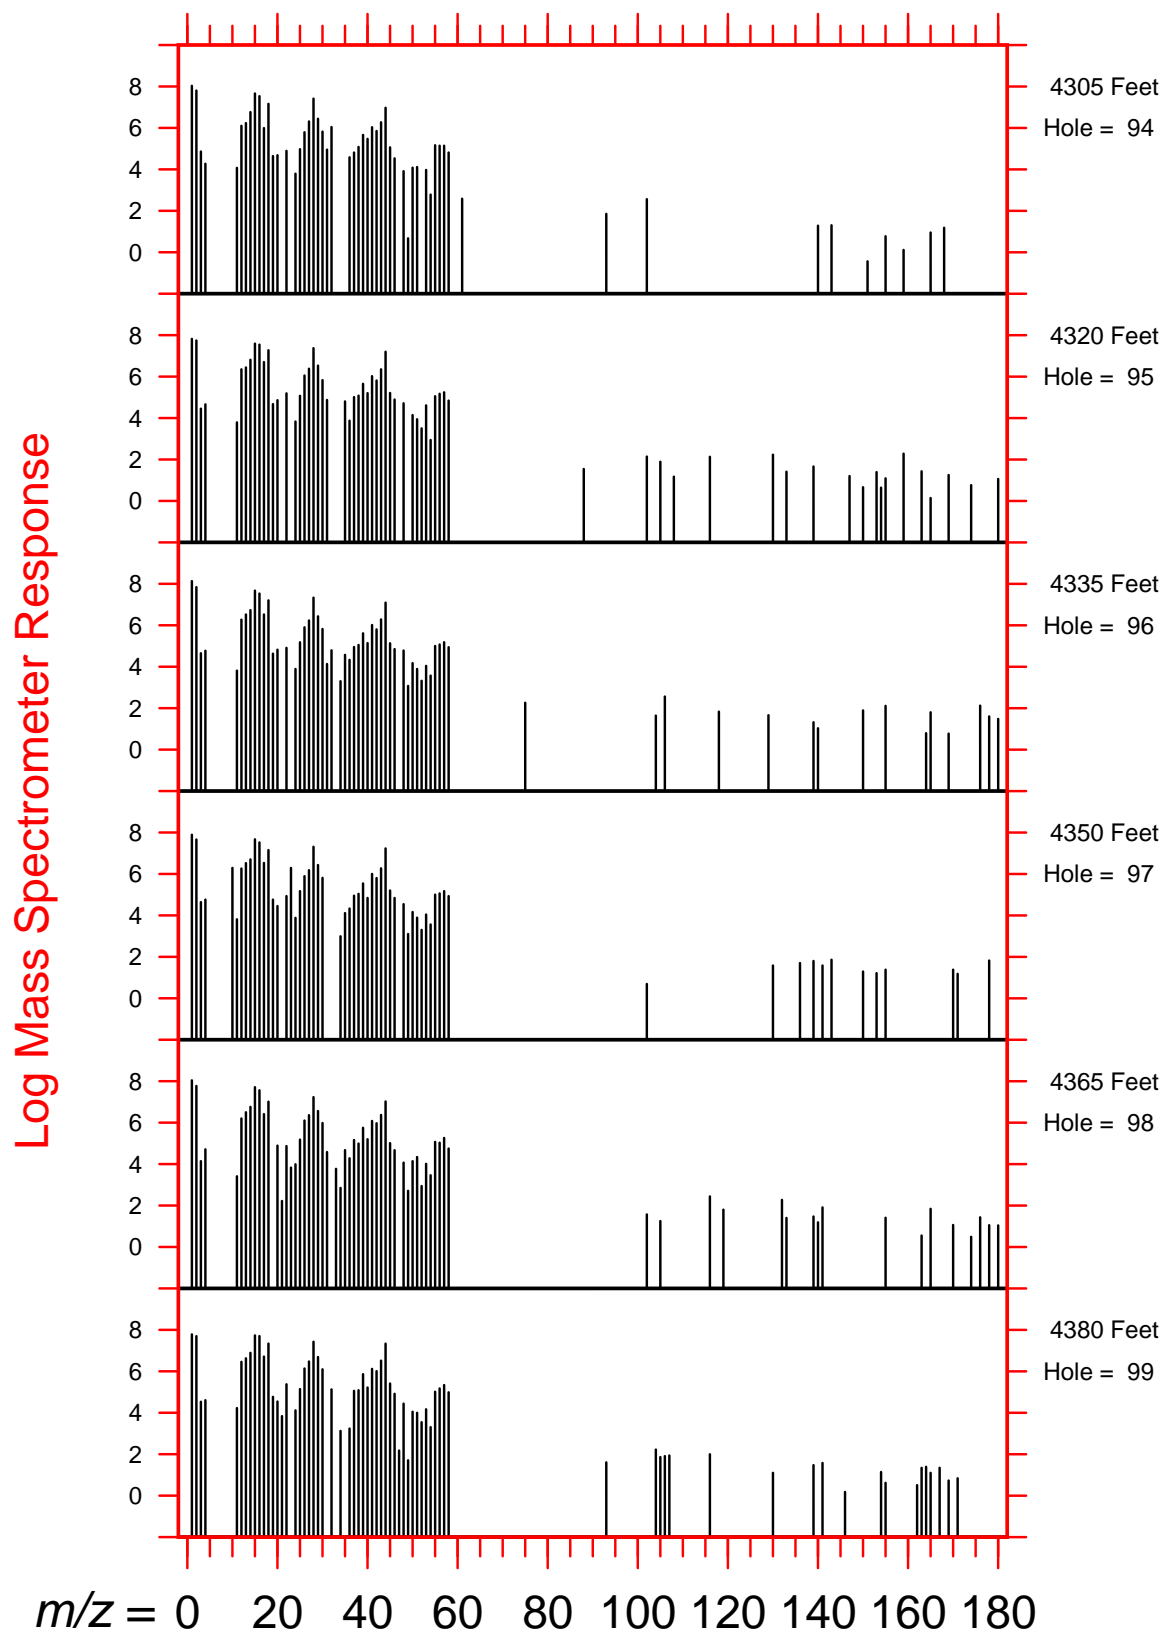 Log Mass Spectrometer Response
8
6
4
2
0
4305 Feet
Hole = 94
8
6
4
2
0
4320 Feet
Hole = 95
8
6
4
2
0
4335 Feet
Hole = 96
8
6
4
2
0
4350 Feet
Hole = 97
8
6
4
2
0
4365 Feet
Hole = 98
8
6
4
2
0
4380 Feet
Hole = 99
m/z = 0 20 40 60 80 100 120 140 160 180